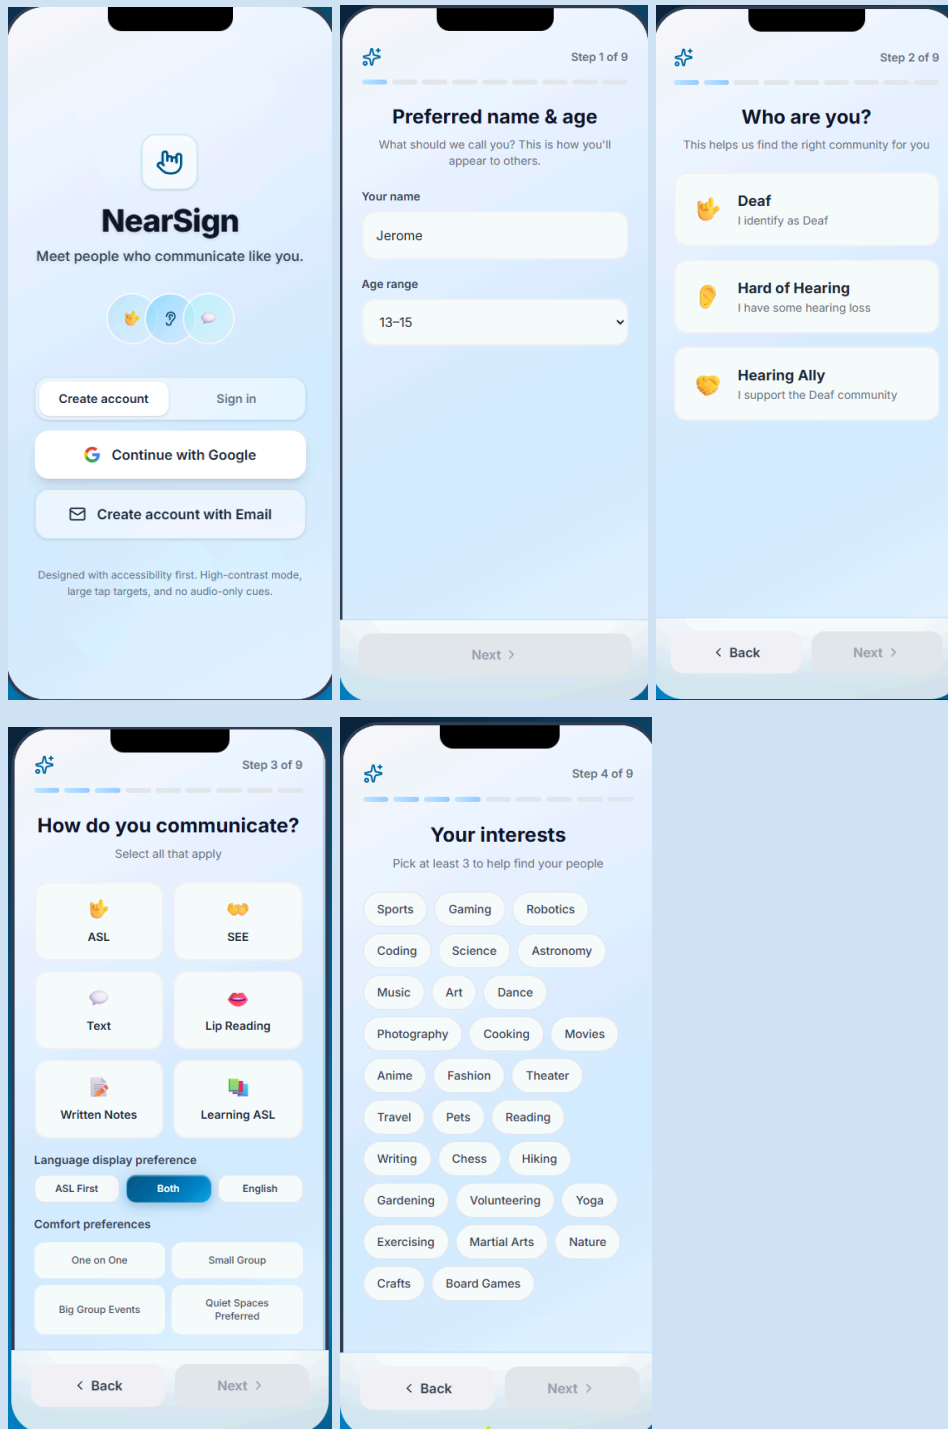 NearSign
Meet people who communicate like you.
Create account
Sign in
Continue with Google
Create account with Email
Designed with accessibility first. High-contrast mode,
large tap targets, and no audio-only cues.
Step 1 of 9
Preferred name & age
What should we call you? This is how you'll
appear to others.
Your name
Jerome
Age range
13–15
Next
Step 2 of 9
Who are you?
This helps us find the right community for you
Deaf
I identify as Deaf
Hard of Hearing
I have some hearing loss
Hearing Ally
I support the Deaf community
Back
Next
Step 3 of 9
How do you communicate?
Select all that apply
ASL
SEE
Text
Lip Reading
Written Notes
Learning ASL
Language display preference
ASL First
Both
English
Comfort preferences
One on One
Small Group
Big Group Events
Quiet Spaces
Preferred
Back
Next
Step 4 of 9
Your interests
Pick at least 3 to help find your people
Sports
Gaming
Robotics
Coding
Science
Astronomy
Music
Art
Dance
Photography
Cooking
Movies
Anime
Fashion
Theater
Travel
Pets
Reading
Writing
Chess
Hiking
Gardening
Volunteering
Yoga
Exercising
Martial Arts
Nature
Crafts
Board Games
Back
Next